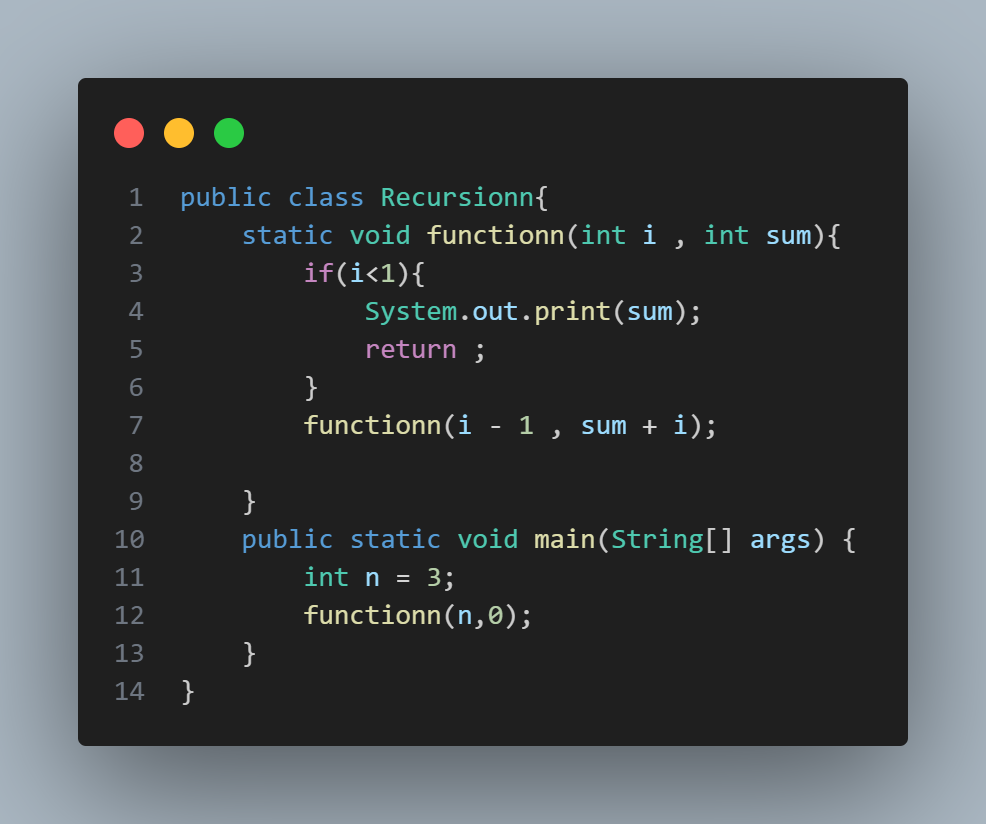 1 public class Recursionn{
2     static void functionn(int i , int sum){
3         if(i<1){
4             System.out.print(sum);
5             return ;
6         }
7         functionn(i - 1 , sum + i);
8
9     }
10     public static void main(String[] args) {
11         int n = 3;
12         functionn(n,0);
13     }
14 }